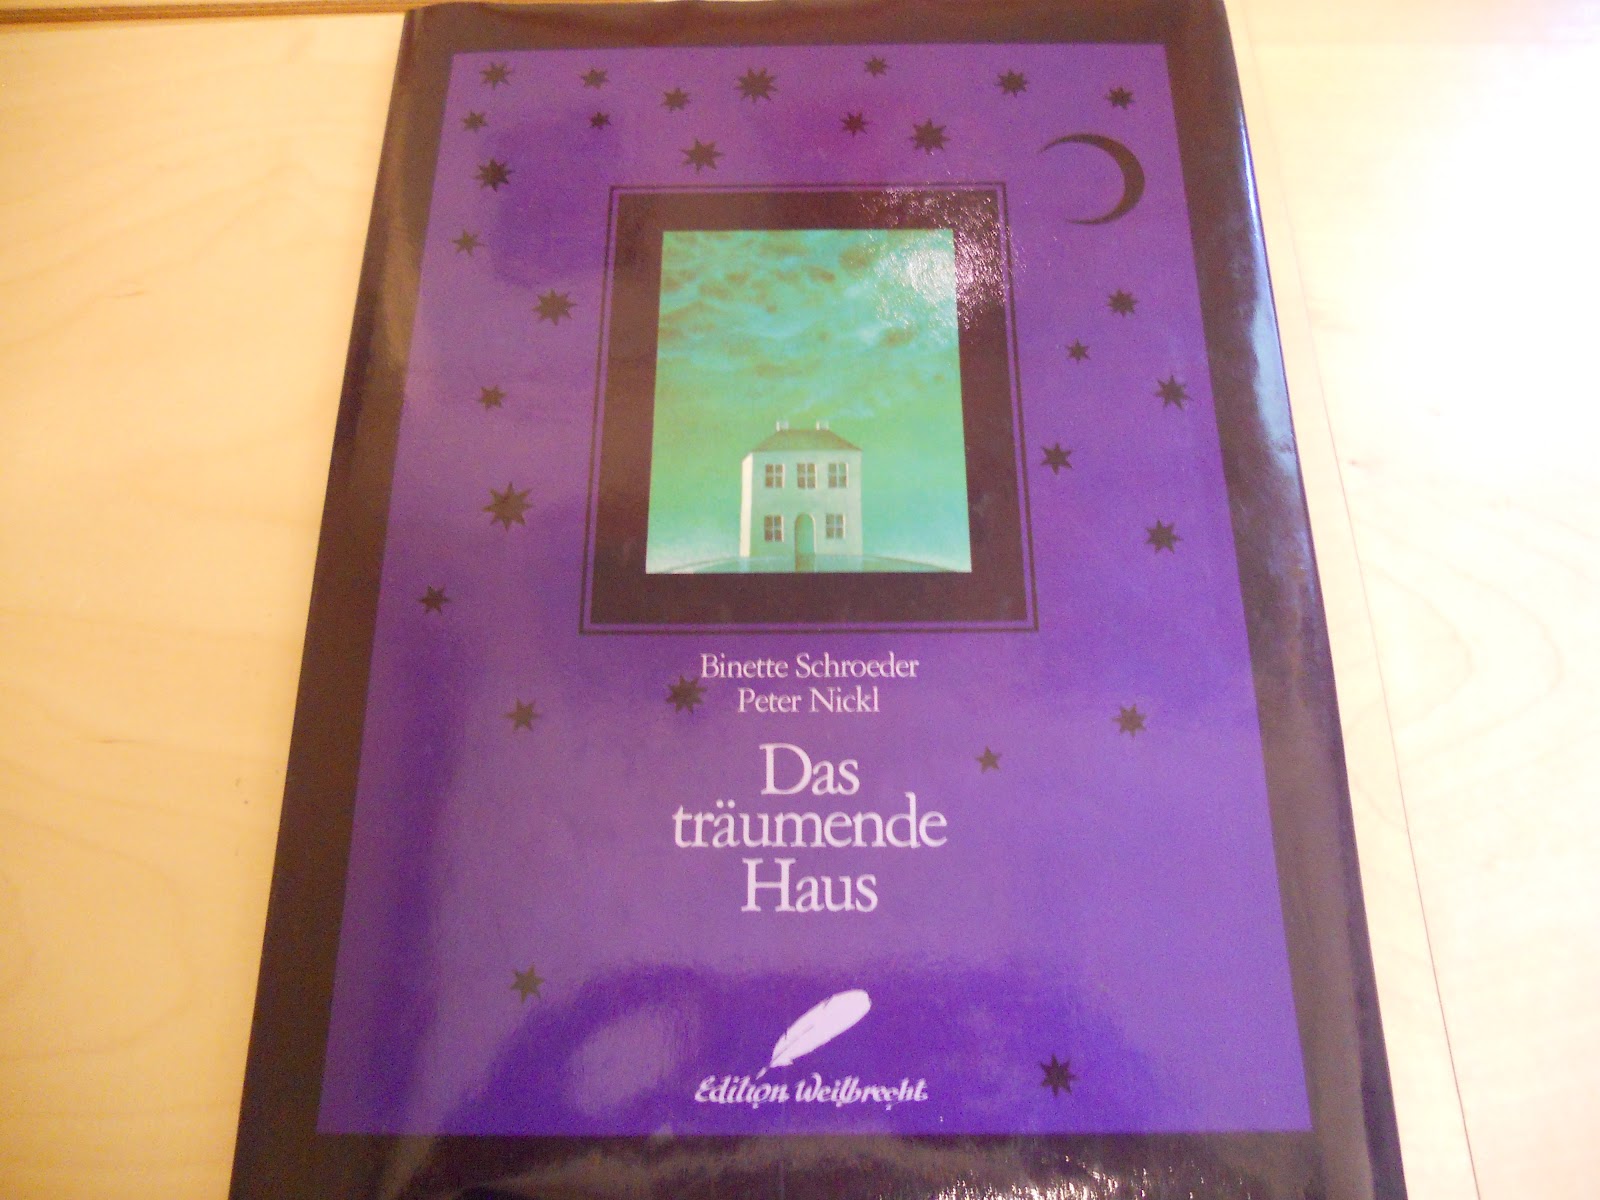 Binette Schroeder
Peter Nickl
Das
träumende
Haus
Edition Weitbrecht